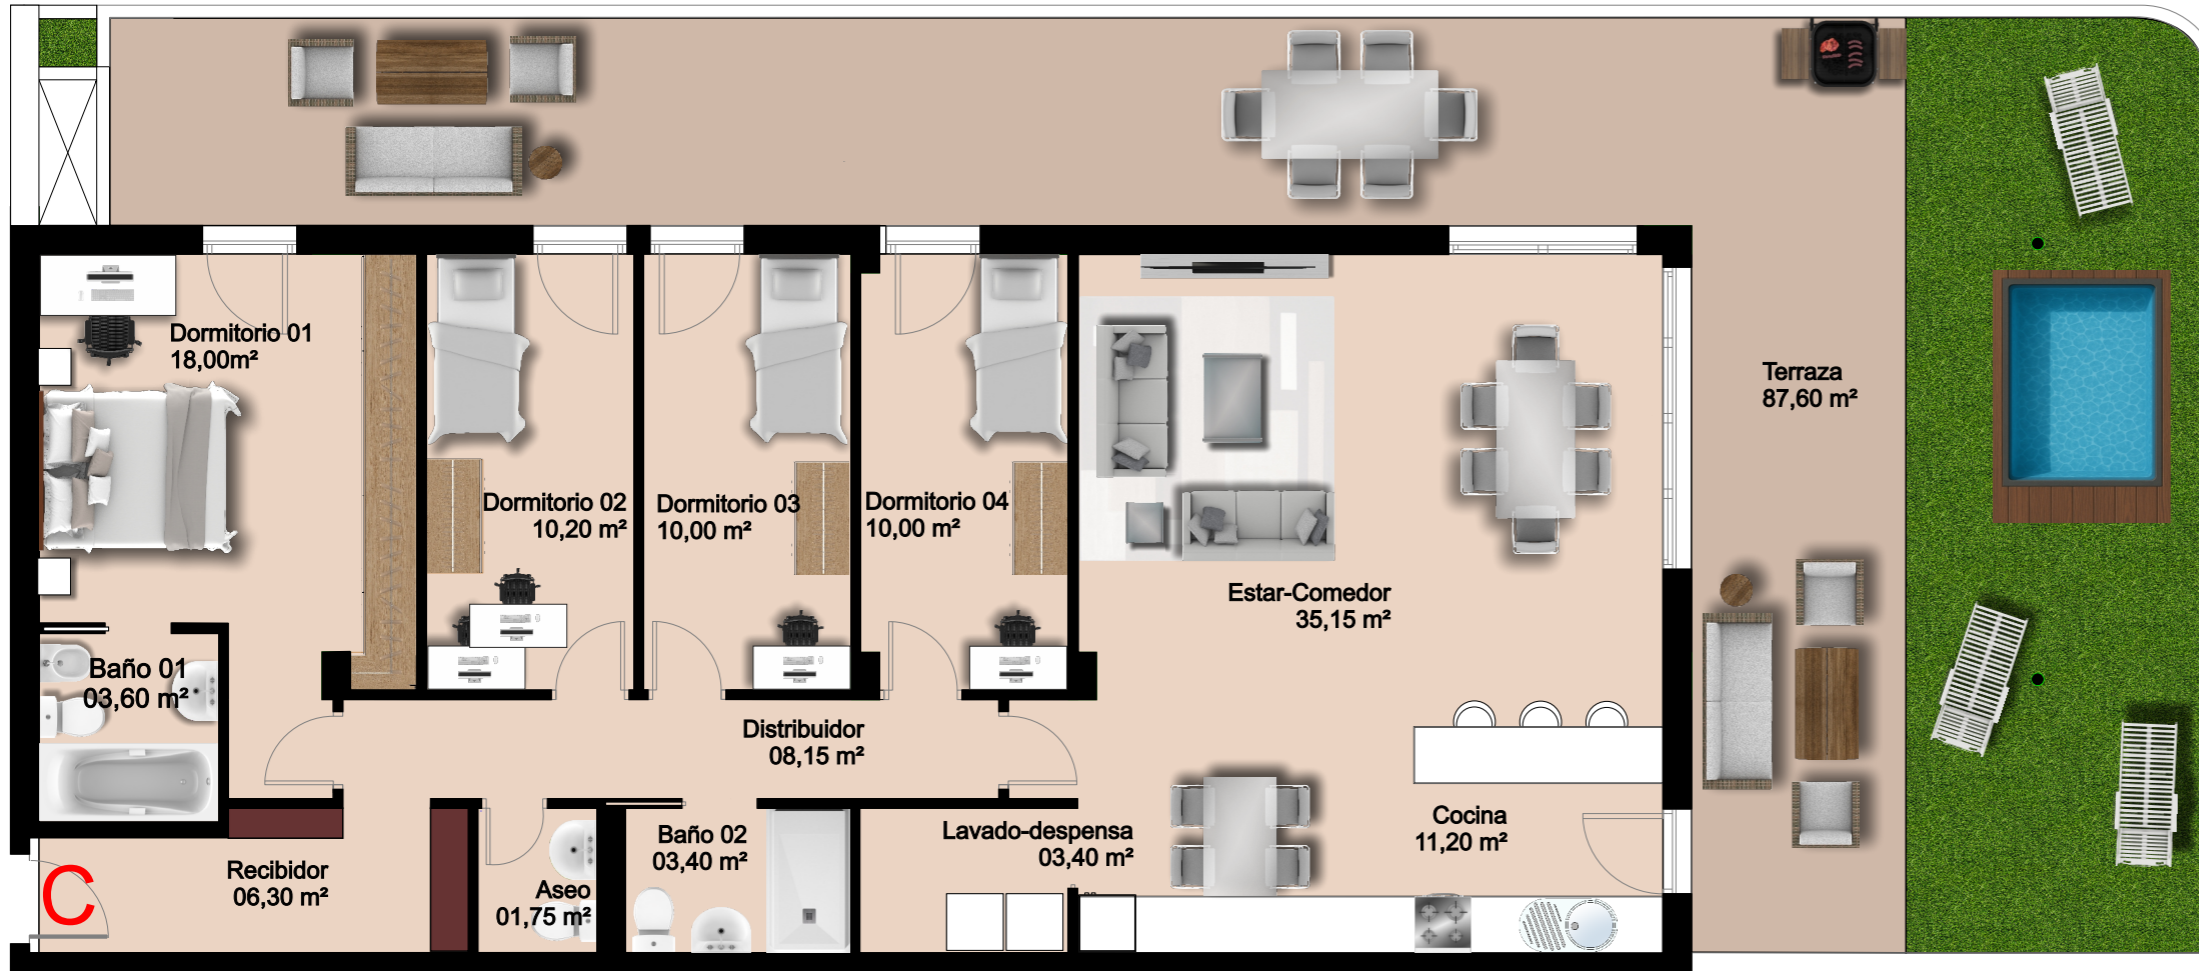 Dormitorio 01
18,00m²
Terraza
87,60 m²
Dormitorio 02
10,20 m²
Dormitorio 03
10,00 m²
Dormitorio 04
10,00 m²
Estar-Comedor
35,15 m²
Baño 01
03,60 m²
Distribuidor
08,15 m²
Cocina
11,20 m²
Lavado-despensa
03,40 m²
Baño 02
03,40 m²
Recibidor
06,30 m²
Aseo
01,75 m²
C